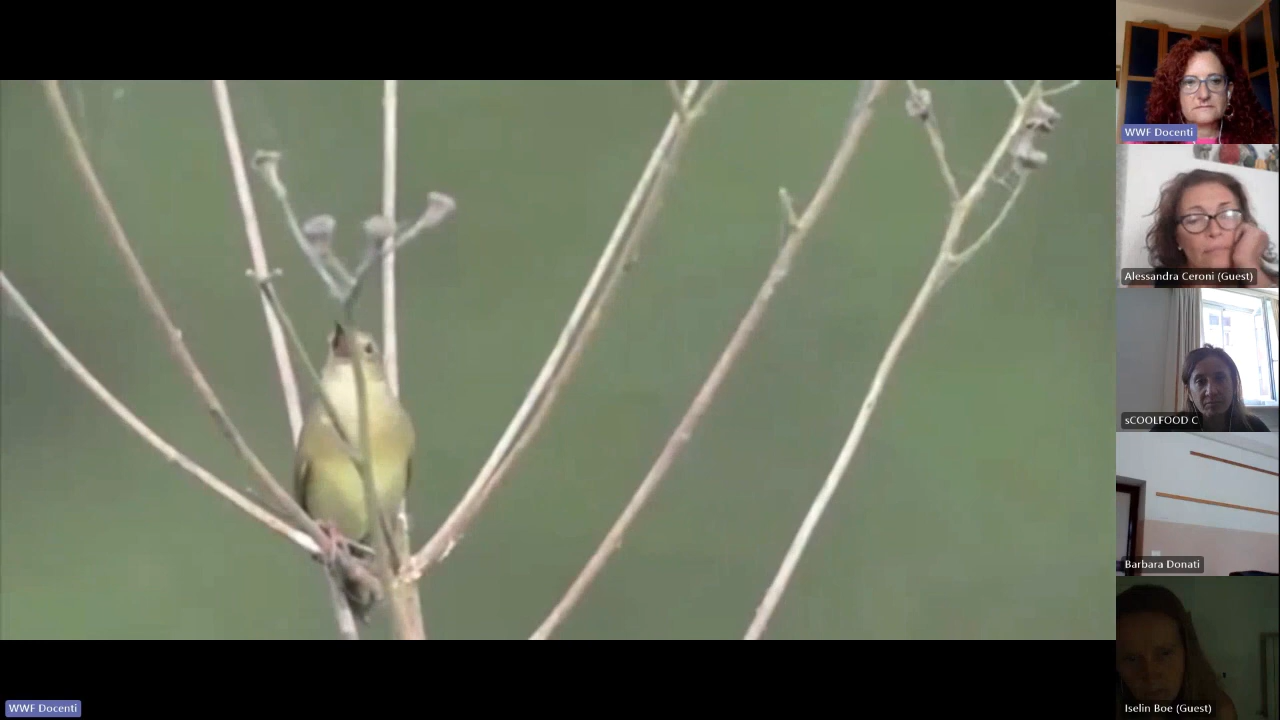 WWF Docenti
Alessandra Ceroni (Guest)
sCOOLFOOD C
Barbara Donati
Iselin Boe (Guest)
WWF Docenti